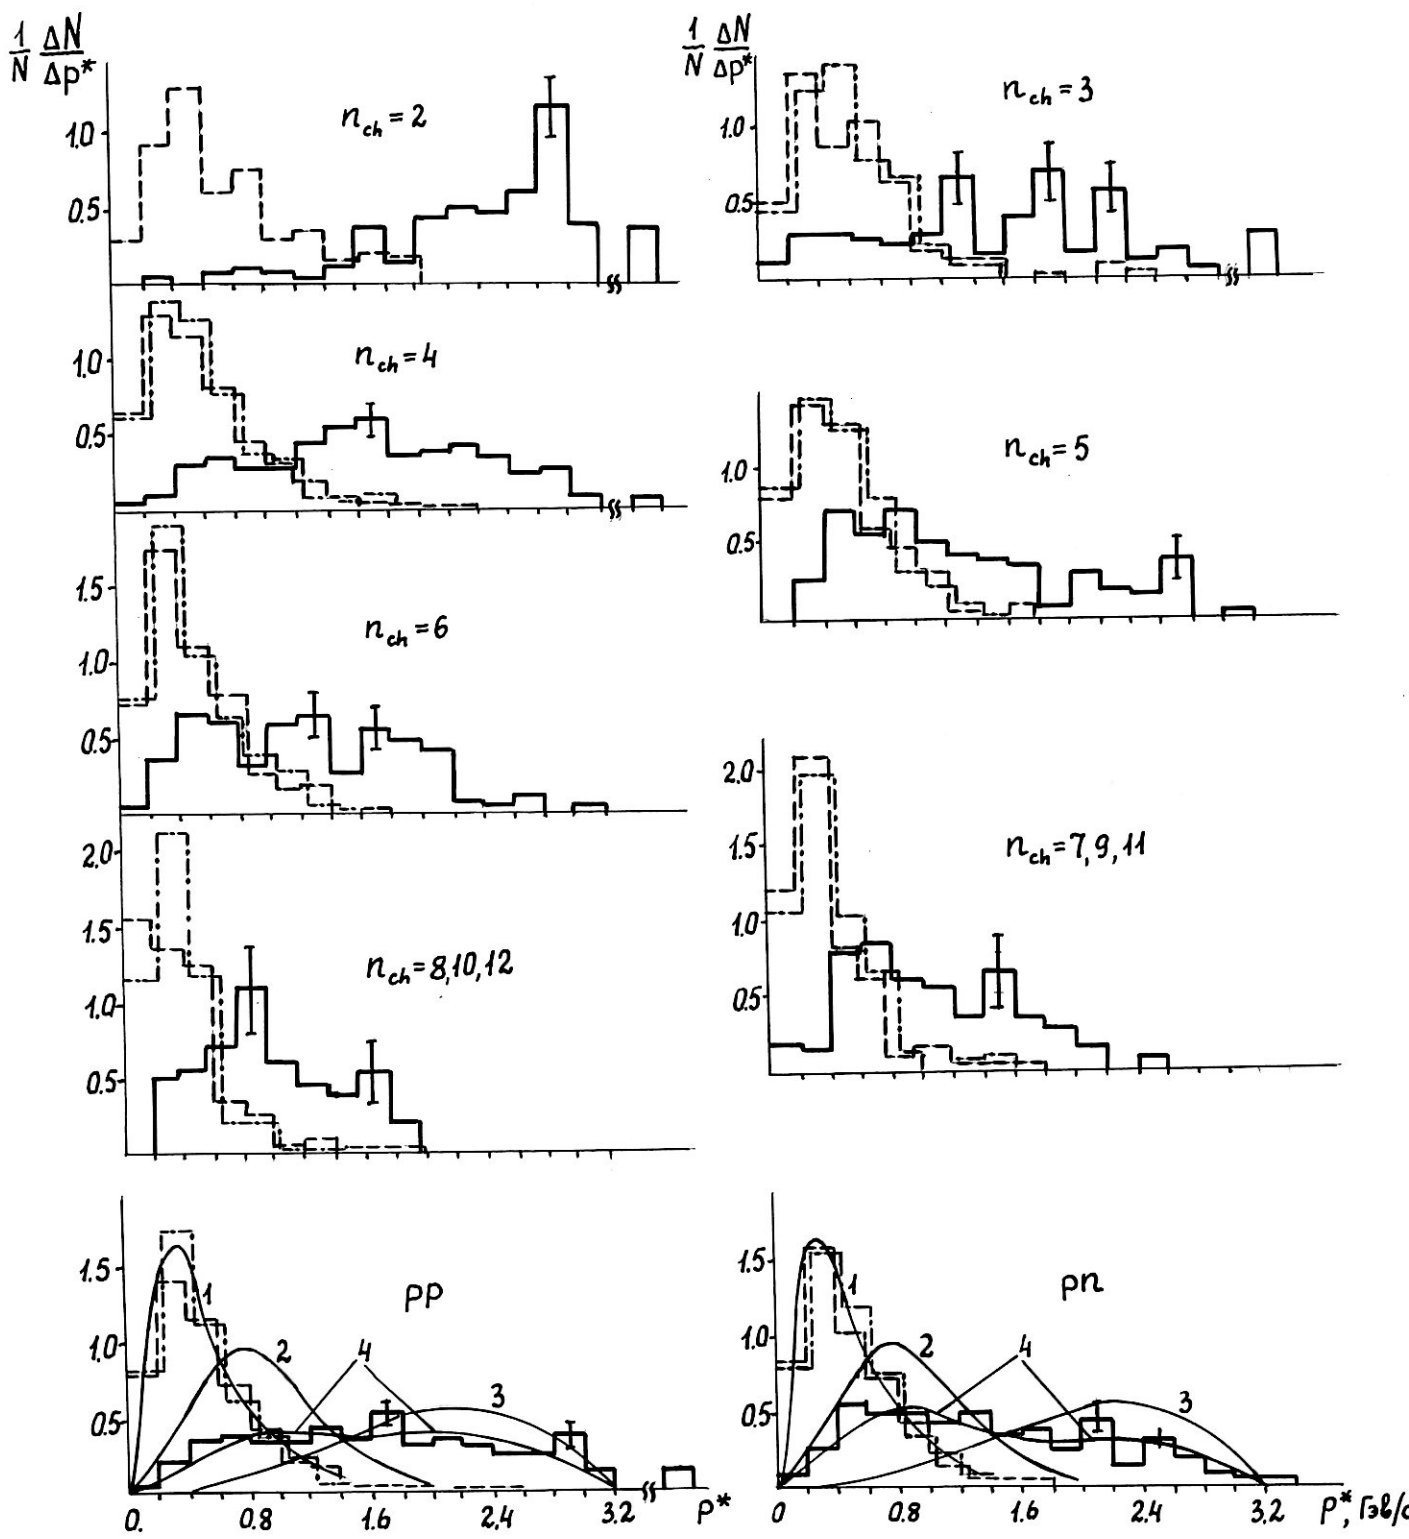 1/N ΔN/Δp*
1/N ΔN/Δp*
n_ch = 2
1.0
0.5
n_ch = 3
1.0
0.5
n_ch = 4
1.0
0.5
n_ch = 5
1.0
0.5
n_ch = 6
1.5
1.0
0.5
n_ch = 7, 9, 11
2.0
1.5
1.0
0.5
n_ch = 8, 10, 12
2.0
1.5
1.0
0.5
pp
1.5
1.0
0.5
1
2
4
3
0. 0.8 1.6 2.4 3.2 P*
pn
1.5
1.0
0.5
1
2
4
3
0 0.8 1.6 2.4 3.2 P*, Гэв/с